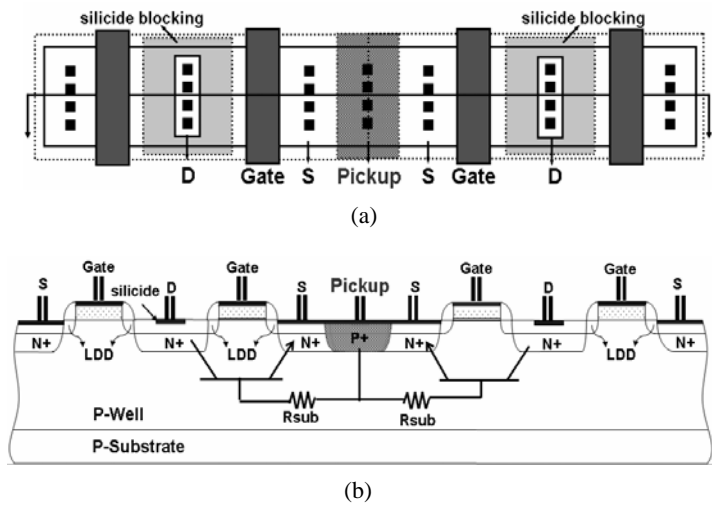 silicide blocking silicide blocking
D Gate S Pickup S Gate D
(a)
S Gate D Gate S Pickup S Gate D Gate S
silicide
N+ LDD N+ LDD N+ P+ N+ N+ LDD N+
Rsub Rsub
P-Well
P-Substrate
(b)